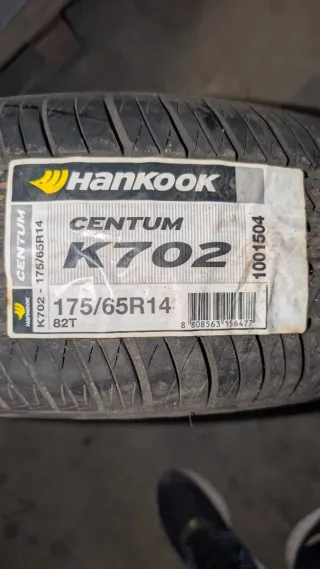 HANKOOK
CENTUM
K702
175/65R14
82T
8 808563 156477
1001504
CENTUM
K702 - 175/65R14
HANKOOK